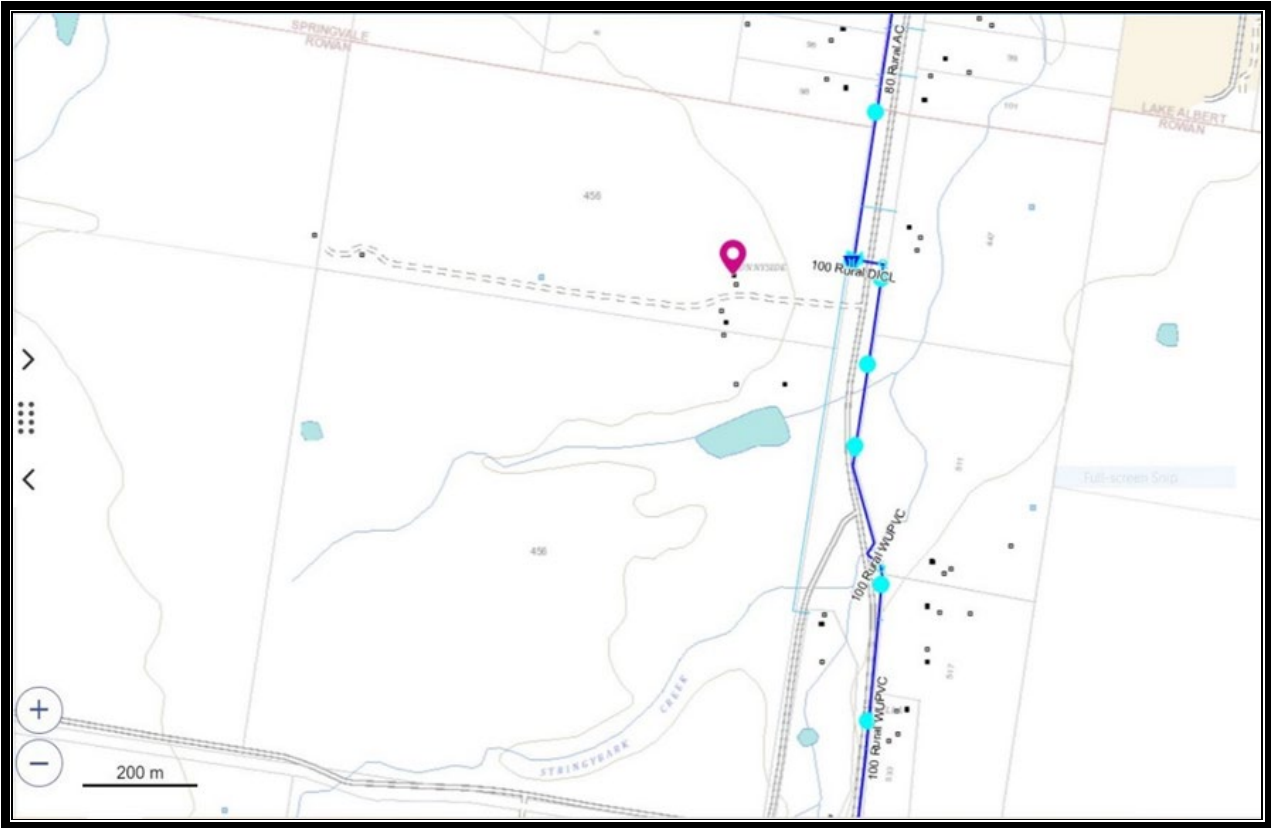 SPRINGVALE
ROWAN
80 Rural AC
98
LAKE ALBERT
ROWAN
456
100 Rural DICL
Full-screen Snip
456
100 Rural WUPVC
100 Rural WUPVC
STRINGYBARK CREEK
200 m